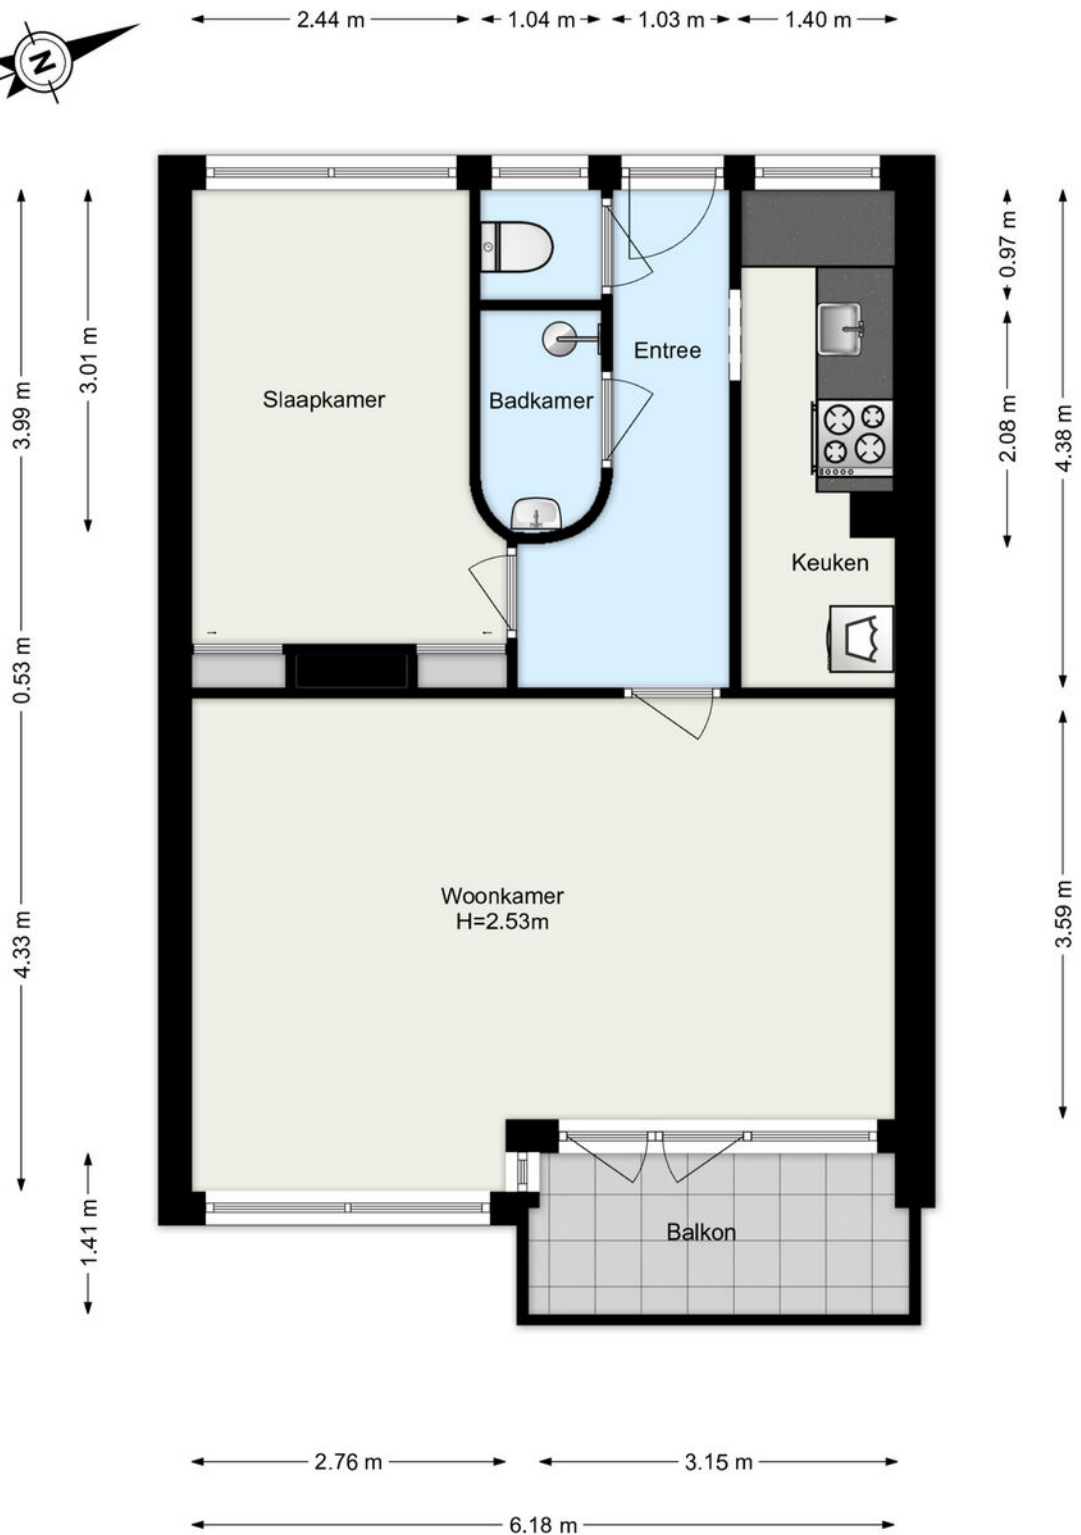 2.44 m
1.04 m
1.03 m
1.40 m
N
3.99 m
3.01 m
0.97 m
2.08 m
4.38 m
Entree
Slaapkamer
Badkamer
Keuken
0.53 m
Woonkamer
H=2.53m
4.33 m
3.59 m
1.41 m
Balkon
2.76 m
3.15 m
6.18 m